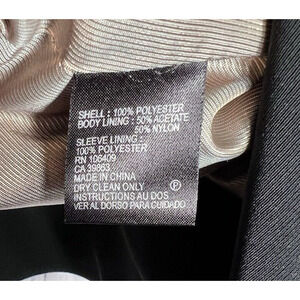 SHELL : 100% POLYESTER
BODY LINING : 50% ACETATE
50% NYLON
SLEEVE LINING :
100% POLYESTER
RN 106409
CA 39863
MADE IN CHINA
DRY CLEAN ONLY
P
INSTRUCTIONS AU DOS
VER AL DORSO PARA CUIDADO